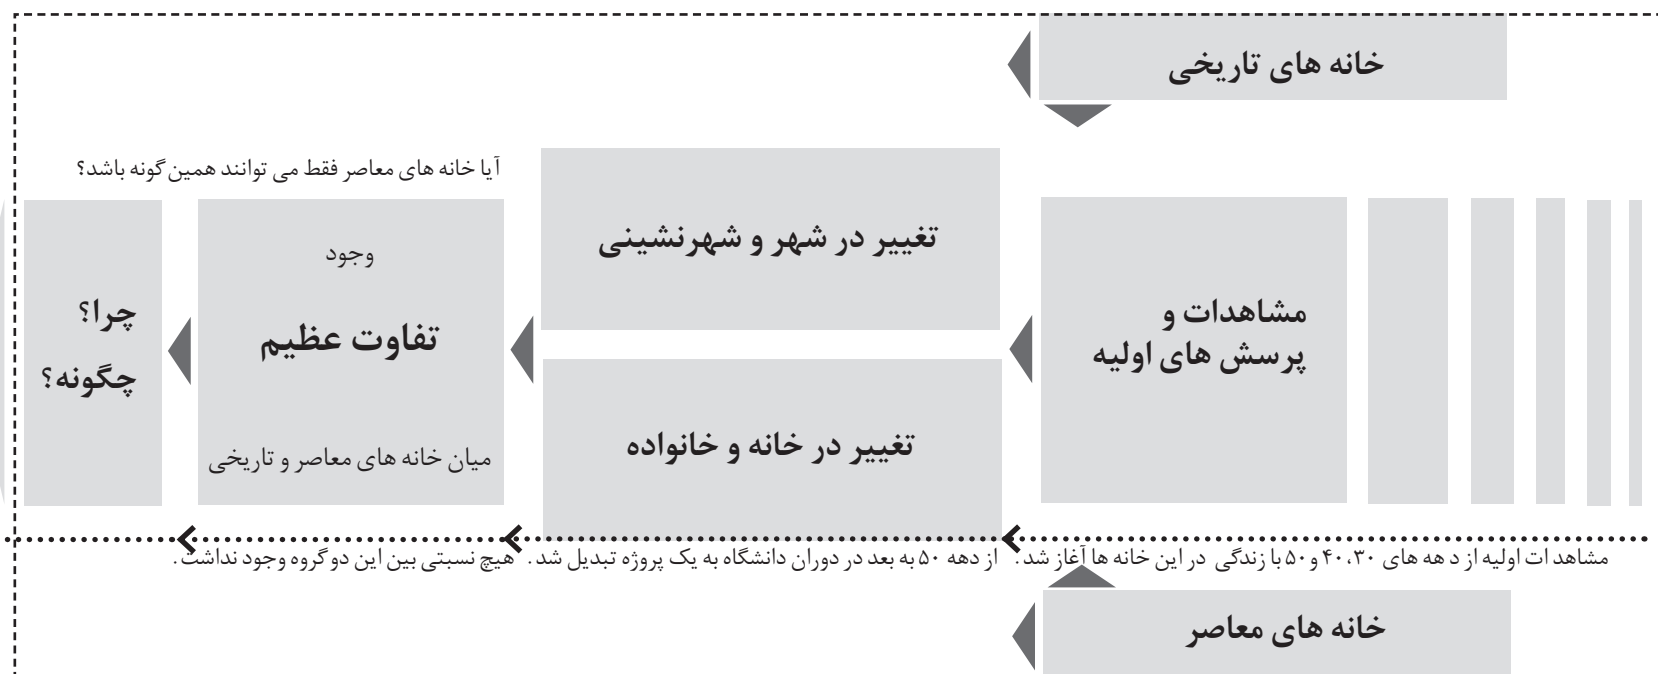 خانه های تاریخی
مشاهدات و
پرسش های اولیه
تغییر در شهر و شهرنشینی
تغییر در خانه و خانواده
آیا خانه های معاصر فقط می توانند همین گونه باشد؟
وجود
تفاوت عظیم
میان خانه های معاصر و تاریخی
چرا؟
چگونه؟
مشاهد ات اولیه از د هه های ۴۰،۳۰ و ۵۰ با زندگی در این خانه ها آغاز شد.
از دهه ۵۰ به بعد در دوران دانشگاه به یک پروژه تبدیل شد.
هیچ نسبتی بین این دو گروه وجود نداشت.
خانه های معاصر